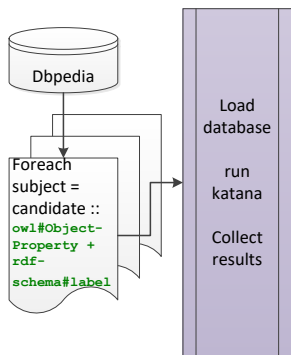 Dbpedia
Foreach
subject =
candidate ::
owl#Object-
Property +
rdf-
schema#label
Load
database
run
katana
Collect
results